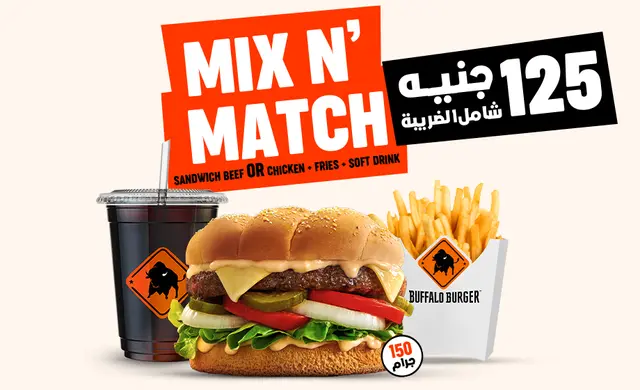 MIX N'
MATCH
SANDWICH BEEF OR CHICKEN + FRIES + SOFT DRINK
125 جنيه
شامل الضريبة
BUFFALO BURGER
150
جرام